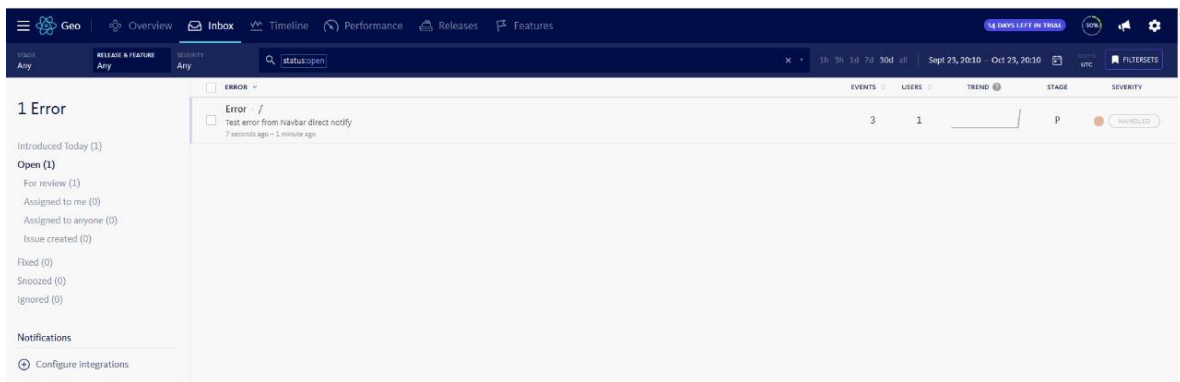 Geo Overview Inbox Timeline Performance Releases Features 14 DAYS LEFT IN TRIAL 30%
STAGE RELEASE & FEATURE SEVERITY
Any Any Any status:open 1h 3h 1d 7d 30d all Sept 23, 20:10 - Oct 23, 20:10 UTC FILTERSETS
ERROR EVENTS USERS TREND STAGE SEVERITY
1 Error
Error /
Test error from Navbar direct notify 3 1 P HANDLED
7 seconds ago – 1 minute ago
Introduced Today (1)
Open (1)
For review (1)
Assigned to me (0)
Assigned to anyone (0)
Issue created (0)
Fixed (0)
Snoozed (0)
Ignored (0)
Notifications
Configure integrations